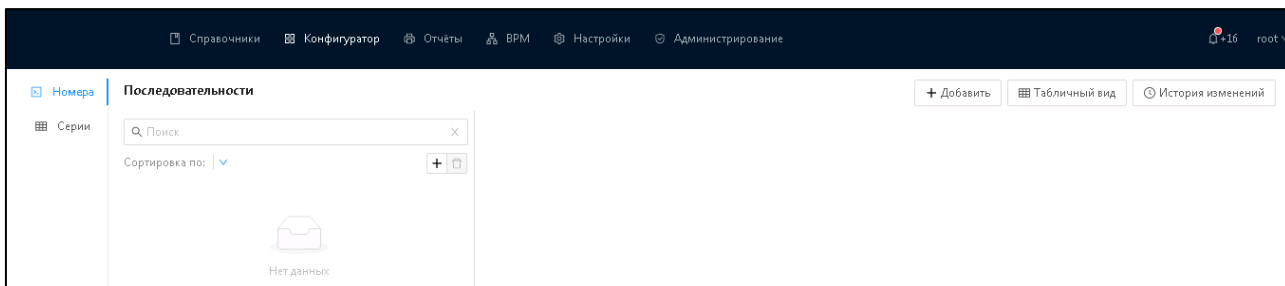 Справочники Конфигуратор Отчёты BPM Настройки Администрирование +16 root
Номера Последовательности + Добавить Табличный вид История изменений
Серии Поиск
Сортировка по:
Нет данных